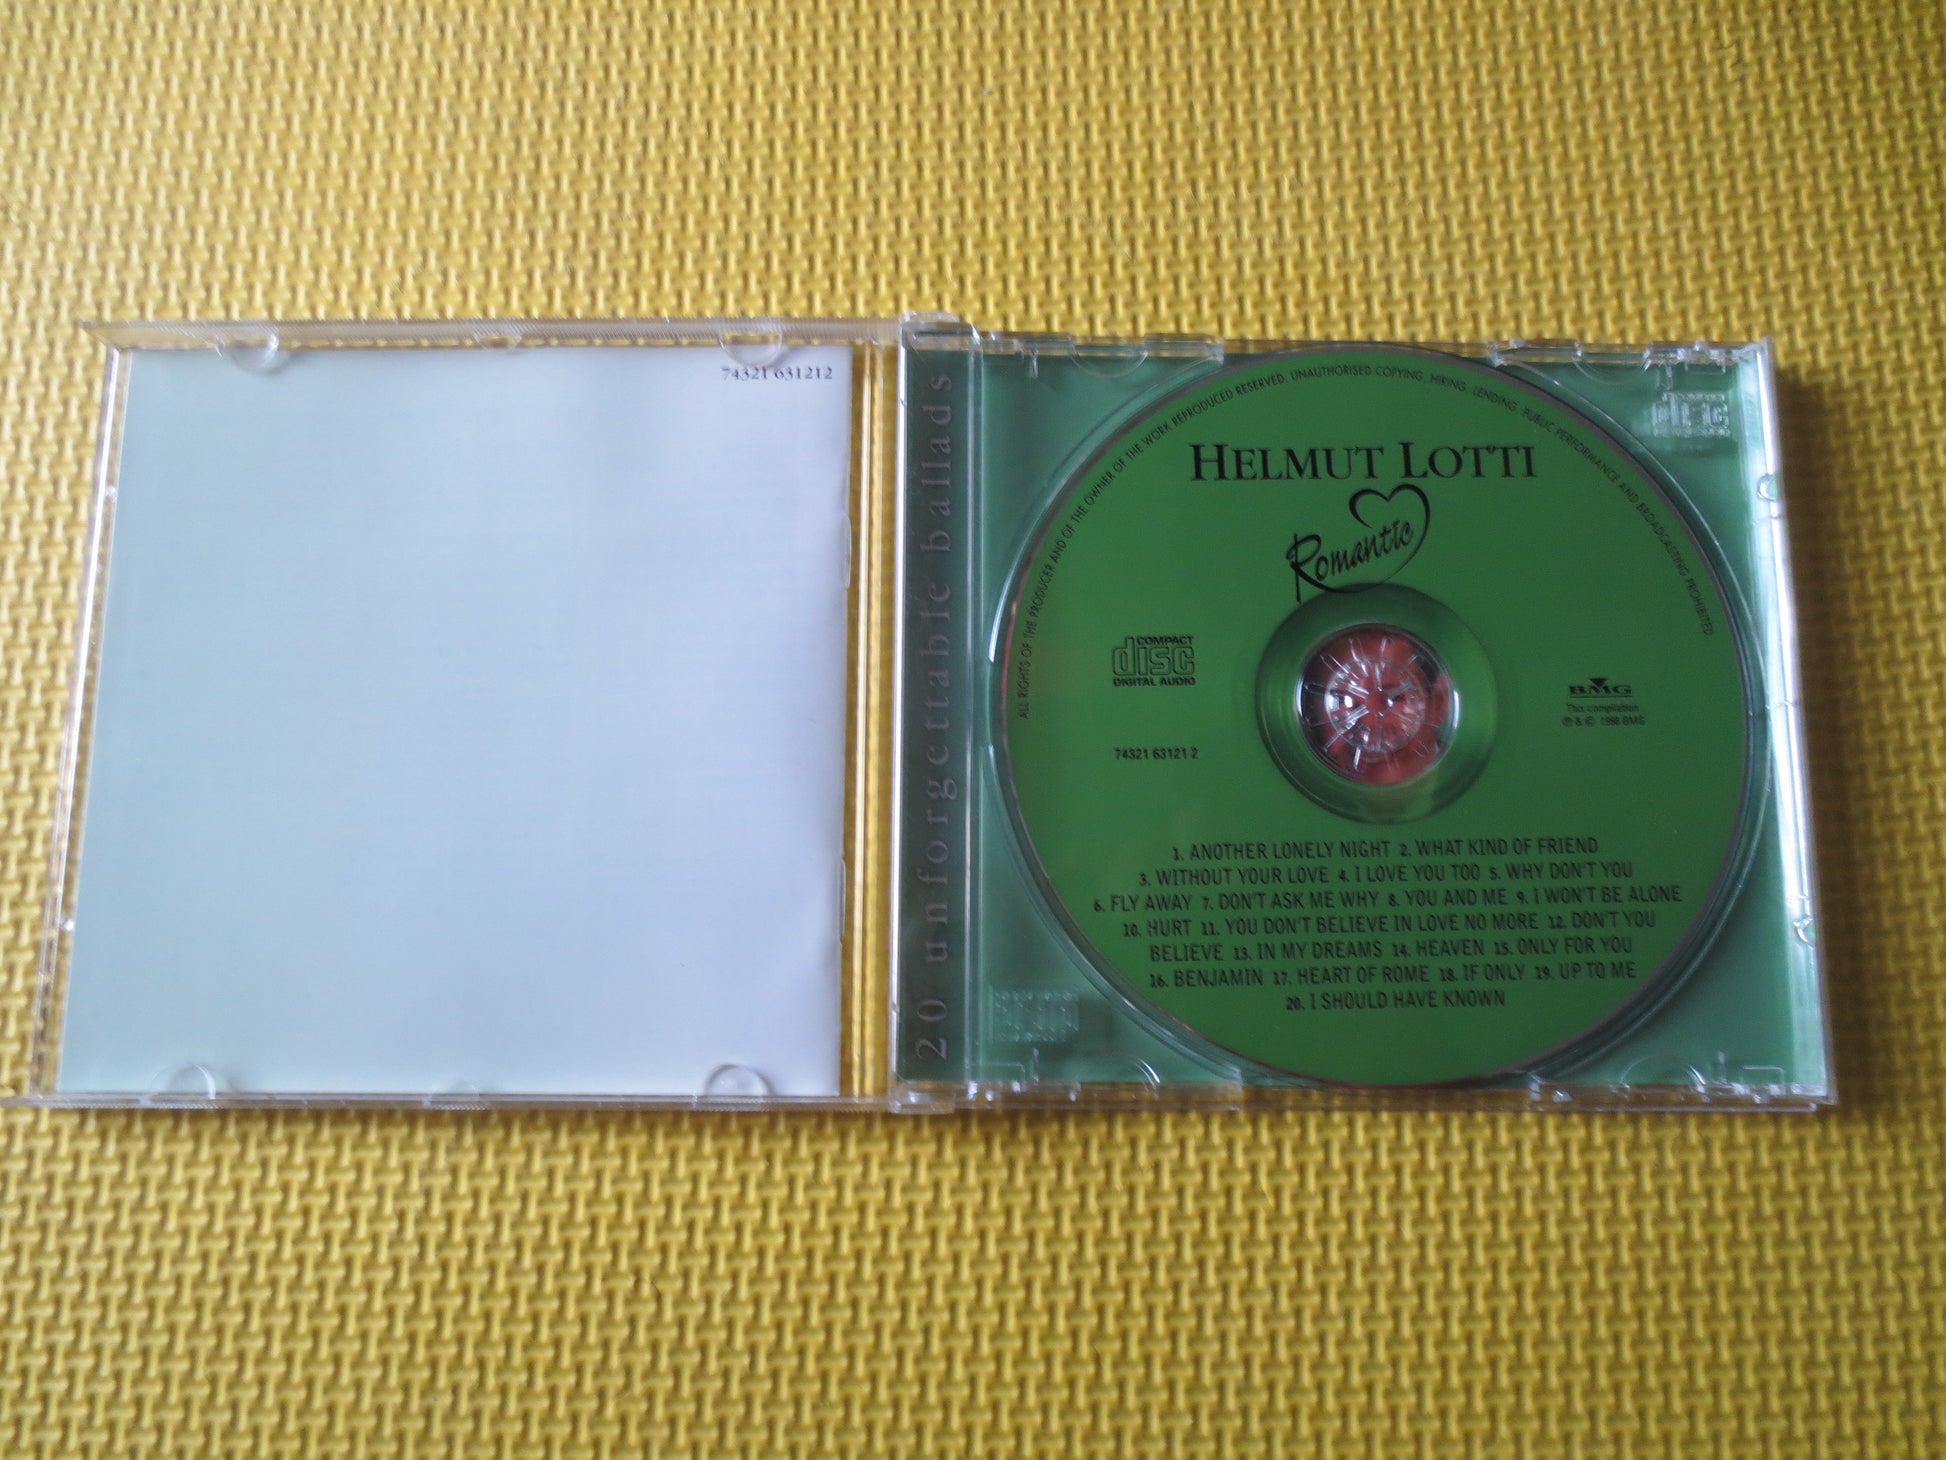 74321 631212
20 unforgettable ballads
ALL RIGHTS OF THE PRODUCER AND OF THE OWNER OF THE WORK REPRODUCED RESERVED. UNAUTHORISED COPYING, HIRING, LENDING, PUBLIC PERFORMANCE AND BROADCASTING PROHIBITED
HELMUT LOTTI
Romantic
COMPACT
disc
DIGITAL AUDIO
BMG
This compilation
℗ & © 1998 BMG
74321 63121 2
1. ANOTHER LONELY NIGHT 2. WHAT KIND OF FRIEND
3. WITHOUT YOUR LOVE 4. I LOVE YOU TOO 5. WHY DON'T YOU
6. FLY AWAY 7. DON'T ASK ME WHY 8. YOU AND ME 9. I WON'T BE ALONE
10. HURT 11. YOU DON'T BELIEVE IN LOVE NO MORE 12. DON'T YOU
BELIEVE 13. IN MY DREAMS 14. HEAVEN 15. ONLY FOR YOU
16. BENJAMIN 17. HEART OF ROME 18. IF ONLY 19. UP TO ME
20. I SHOULD HAVE KNOWN
disc